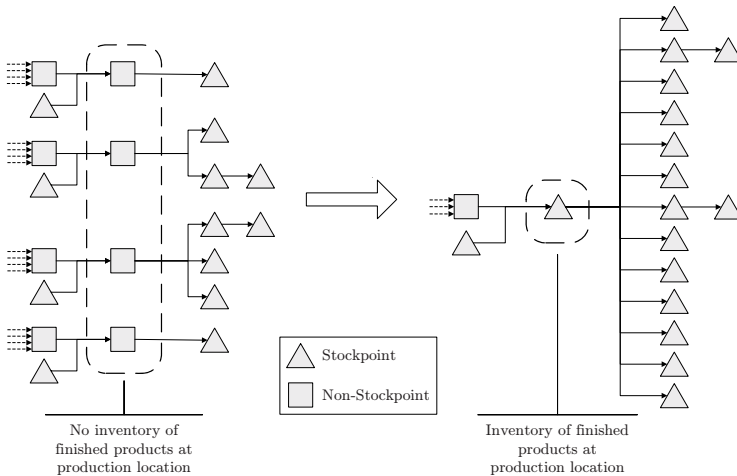 Stockpoint
Non-Stockpoint
No inventory of
finished products at
production location
Inventory of finished
products at
production location